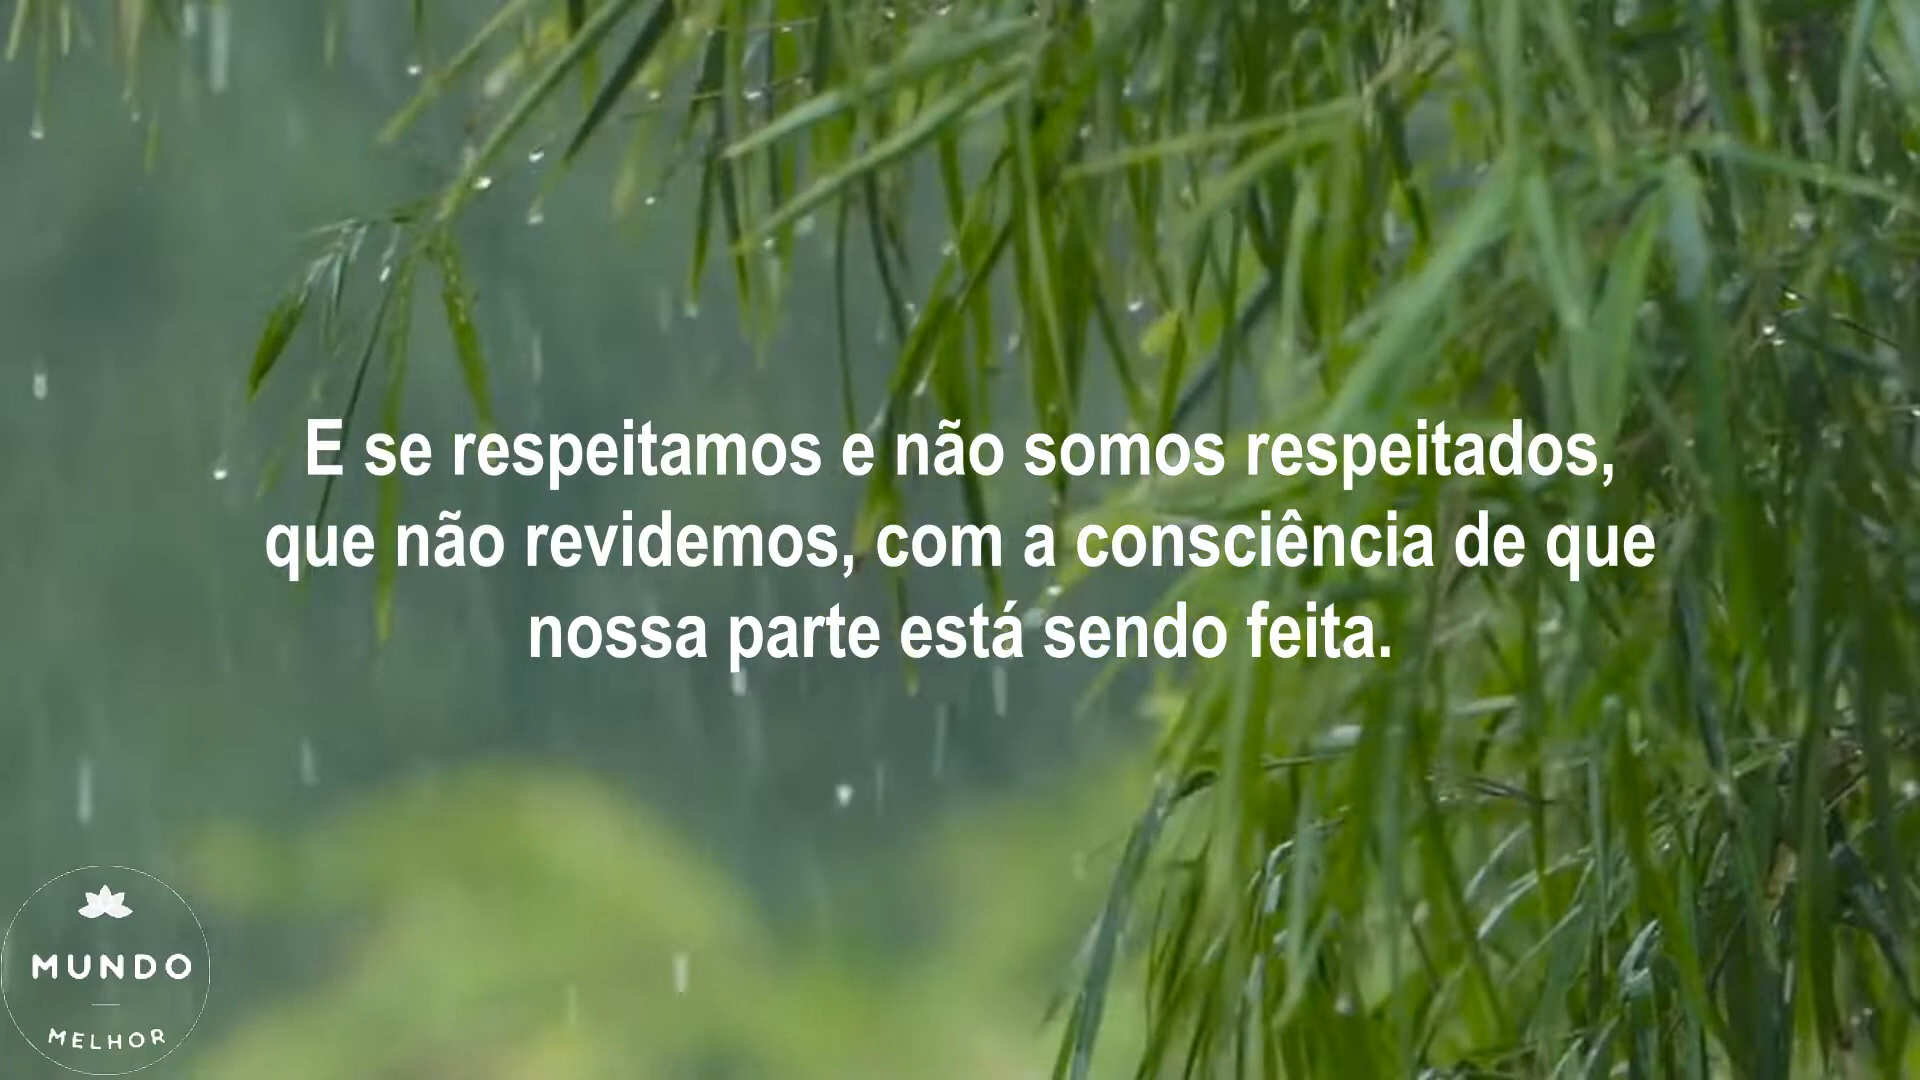 E se respeitamos e não somos respeitados,
que não revidemos, com a consciência de que
nossa parte está sendo feita.
MUNDO
MELHOR